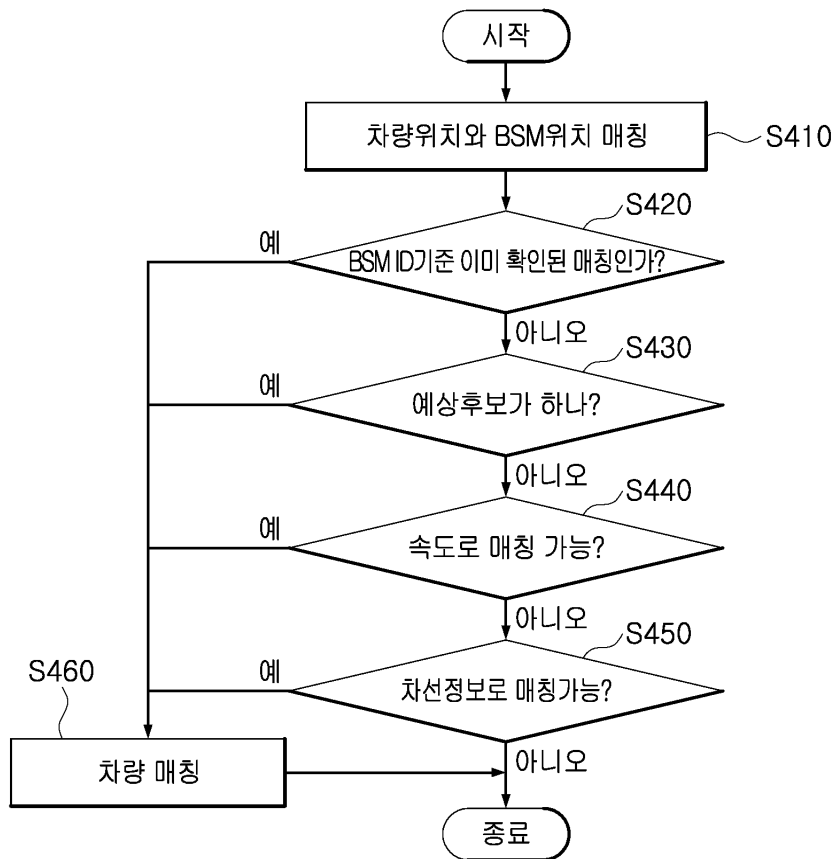 시작
차량위치와 BSM위치 매칭
S410
S420
예
BSM ID기준 이미 확인된 매칭인가?
아니오
S430
예
예상후보가 하나?
아니오
S440
예
속도로 매칭 가능?
아니오
S450
예
차선정보로 매칭가능?
S460
아니오
차량 매칭
종료